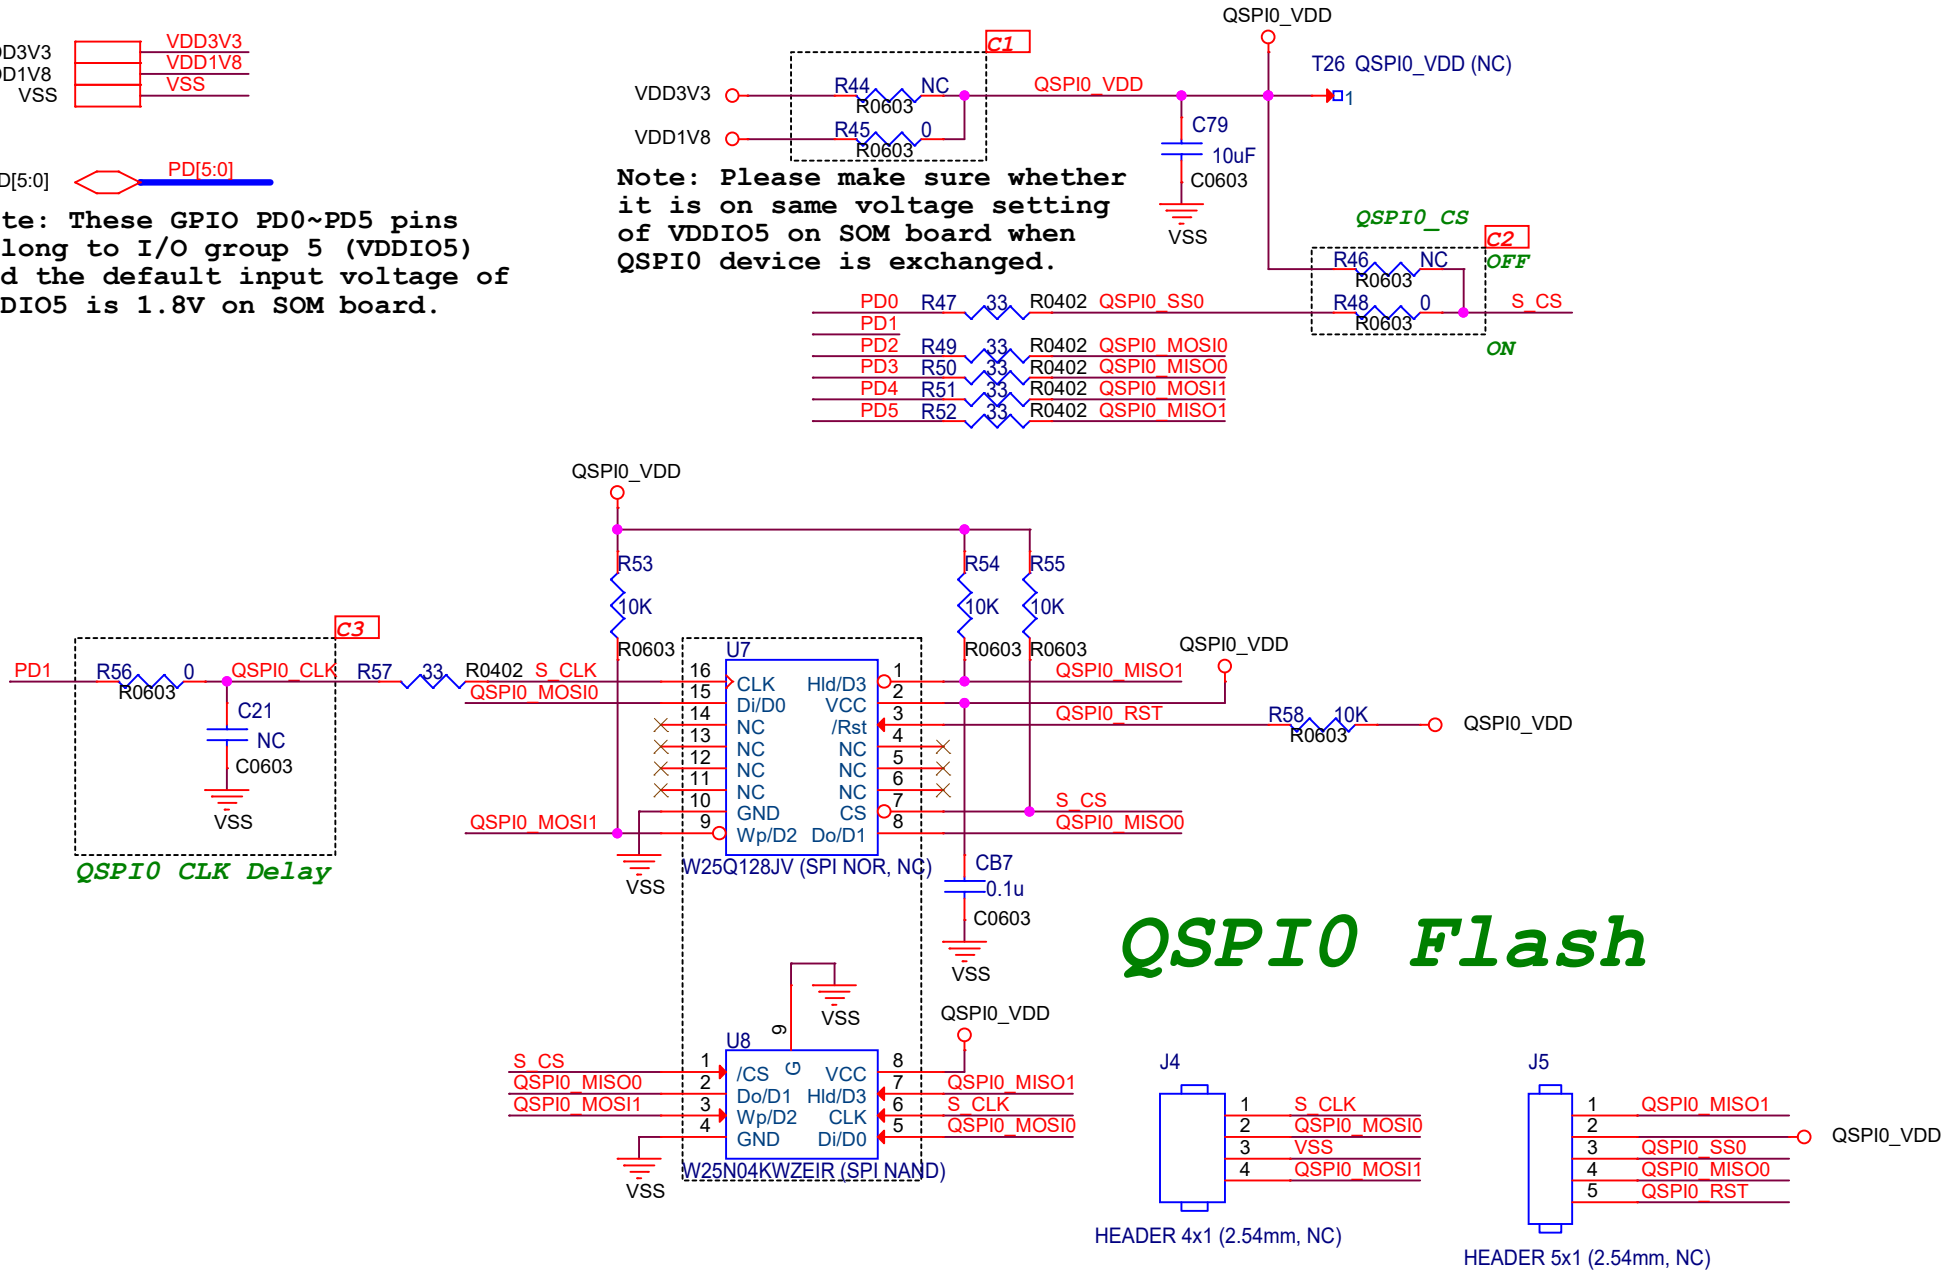 VDD3V3
VDD1V8
VSS
VSS
PD[5:0]
These GPIO PD0~PD5 pins
to I/O group 5 (VDDIO5)
the default input voltage of
is 1.8V on SOM board.
C1
VDD3V3
R44
NC
R0603
VDD1V8
R45
0
R0603
QSPI0_VDD
QSPI0_VDD
T26 QSPI0_VDD (NC)
1
C79
10uF
C0603
VSS
Note: Please make sure whether
it is on same voltage setting
of VDDIO5 on SOM board when
QSPI0 device is exchanged.
QSPI0_CS
C2
OFF
R46
NC
R0603
R48
0
R0603
S_CS
ON
PD0 R47 33 R0402 QSPI0_SS0
PD1
PD2 R49 33 R0402 QSPI0_MOSI0
PD3 R50 33 R0402 QSPI0_MISO0
PD4 R51 33 R0402 QSPI0_MOSI1
PD5 R52 33 R0402 QSPI0_MISO1
QSPI0_VDD
R53
10K
R0603
R54
10K
R0603
R55
10K
R0603
C3
PD1
R56
0
R0603
QSPI0_CLK
C21
NC
C0603
VSS
QSPI0 CLK Delay
R57
33
R0402
S_CLK
QSPI0_MOSI0
QSPI0_MOSI1
VSS
U7
16 CLK
15 Di/D0
14 NC
13 NC
12 NC
11 NC
10 GND
9 Wp/D2
Hld/D3 1
VCC 2
/Rst 3
NC 4
NC 5
NC 6
CS 7
Do/D1 8
W25Q128JV (SPI NOR, NC)
QSPI0_MISO1
QSPI0_VDD
QSPI0_RST
R58
10K
R0603
QSPI0_VDD
S_CS
QSPI0_MISO0
CB7
0.1u
C0603
VSS
QSPI0 Flash
VSS
9
G
U8
S_CS 1 /CS
QSPI0_MISO0 2 Do/D1
QSPI0_MOSI1 3 Wp/D2
4 GND
VSS
VCC 8
Hld/D3 7 QSPI0_MISO1
CLK 6 S_CLK
Di/D0 5 QSPI0_MOSI0
QSPI0_VDD
W25N04KWZEIR (SPI NAND)
J4
1 S_CLK
2 QSPI0_MOSI0
3 VSS
4 QSPI0_MOSI1
HEADER 4x1 (2.54mm, NC)
J5
1 QSPI0_MISO1
2 QSPI0_VDD
3 QSPI0_SS0
4 QSPI0_MISO0
5 QSPI0_RST
HEADER 5x1 (2.54mm, NC)